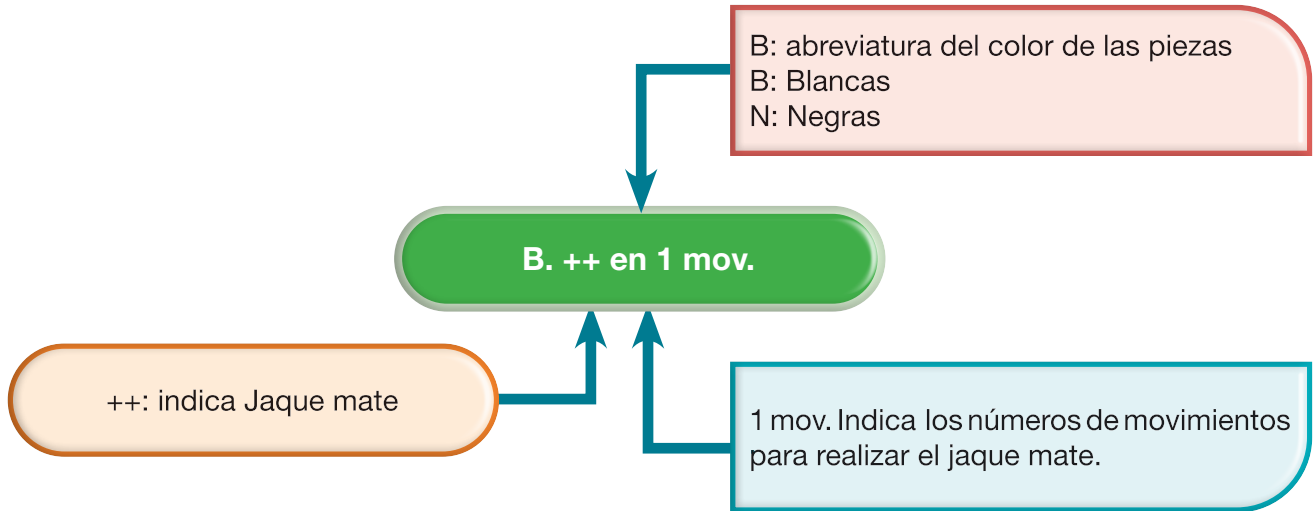 B: abreviatura del color de las piezas
B: Blancas
N: Negras
B. ++ en 1 mov.
++: indica Jaque mate
1 mov. Indica los números de movimientos
para realizar el jaque mate.